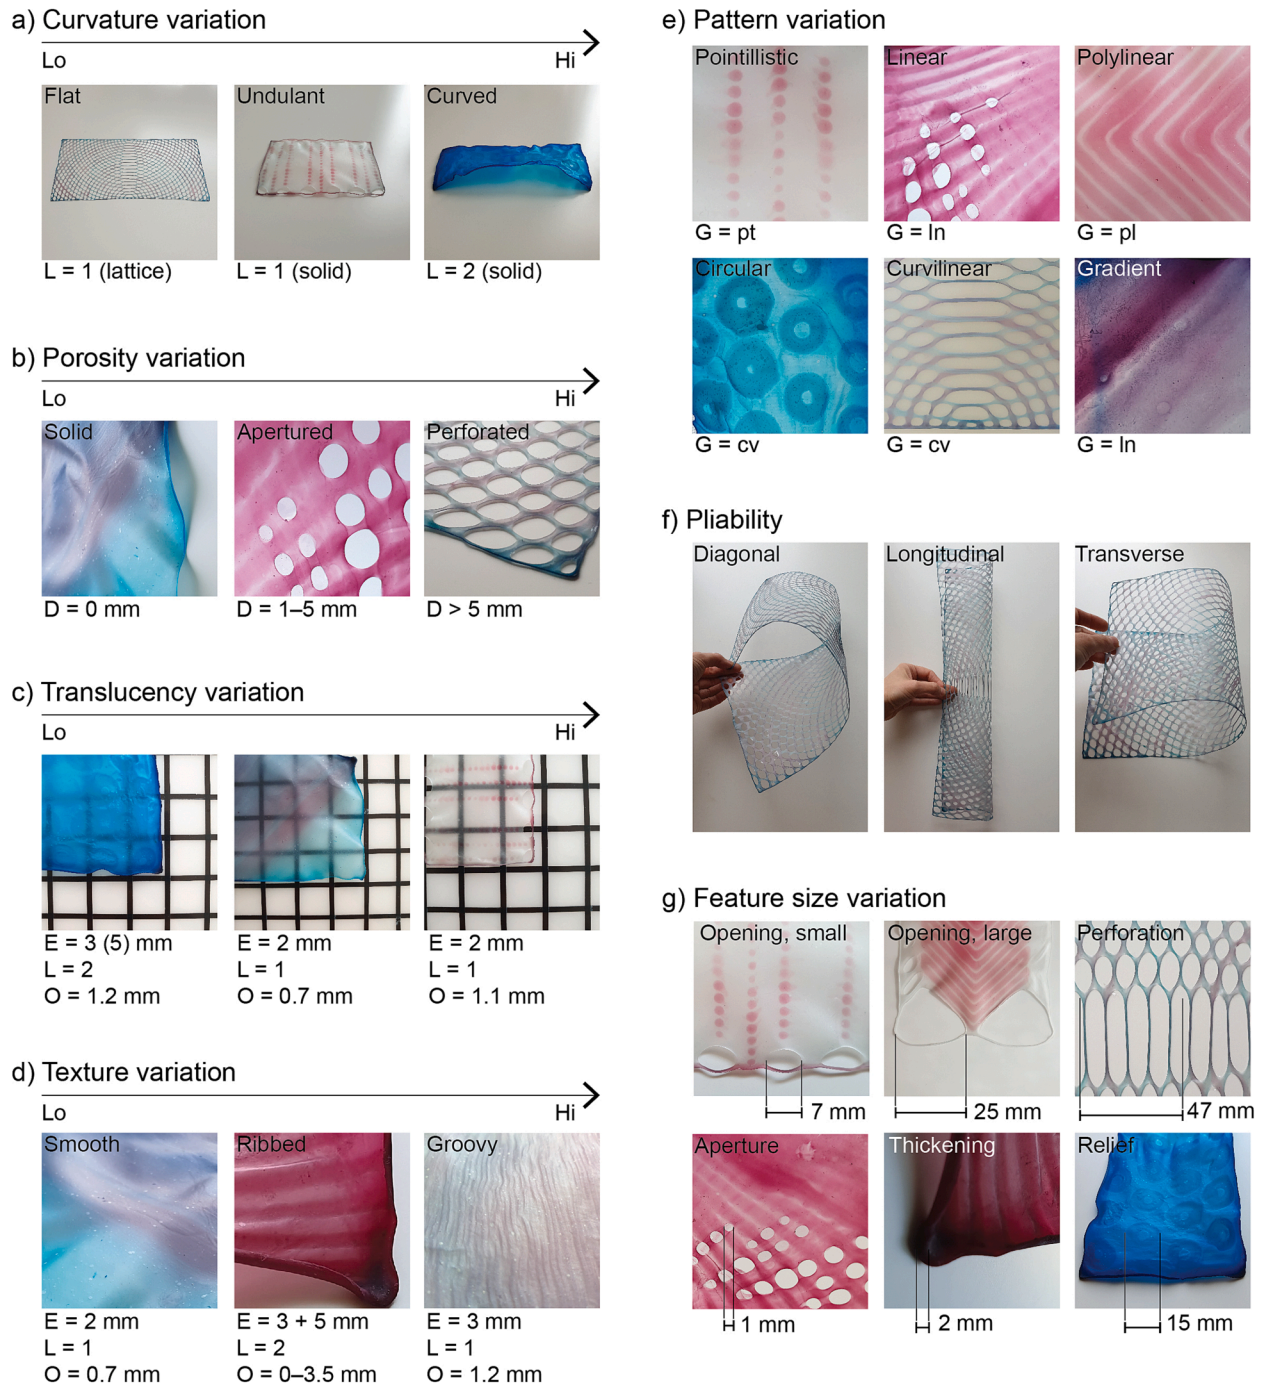 a) Curvature variation
Lo
Hi
Flat
Undulant
Curved
L = 1 (lattice)
L = 1 (solid)
L = 2 (solid)
b) Porosity variation
Lo
Hi
Solid
Apertured
Perforated
D = 0 mm
D = 1–5 mm
D > 5 mm
c) Translucency variation
Lo
Hi
E = 3 (5) mm
L = 2
O = 1.2 mm
E = 2 mm
L = 1
O = 0.7 mm
E = 2 mm
L = 1
O = 1.1 mm
d) Texture variation
Lo
Hi
Smooth
Ribbed
Groovy
E = 2 mm
L = 1
O = 0.7 mm
E = 3 + 5 mm
L = 2
O = 0–3.5 mm
E = 3 mm
L = 1
O = 1.2 mm
e) Pattern variation
Pointillistic
Linear
Polylinear
G = pt
G = ln
G = pl
Circular
Curvilinear
Gradient
G = cv
G = cv
G = ln
f) Pliability
Diagonal
Longitudinal
Transverse
g) Feature size variation
Opening, small
Opening, large
Perforation
7 mm
25 mm
47 mm
Aperture
Thickening
Relief
1 mm
2 mm
15 mm